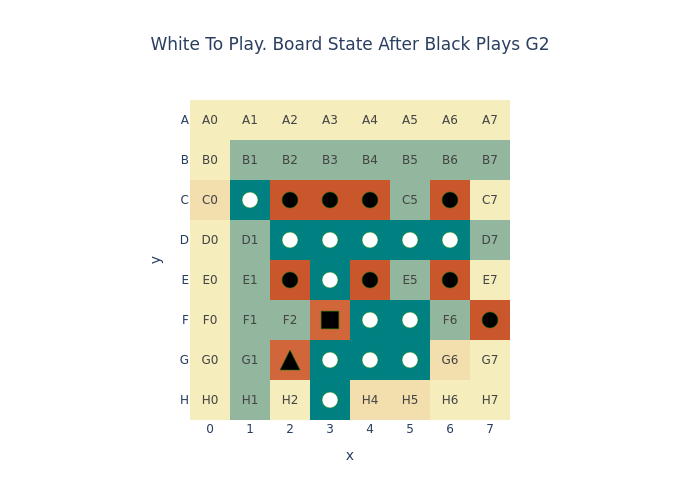 White To Play. Board State After Black Plays G2
A A0 A1 A2 A3 A4 A5 A6 A7
B B0 B1 B2 B3 B4 B5 B6 B7
C C0 C5 C7
D D0 D1 D7
y
E E0 E1 E5 E7
F F0 F1 F2 F6
G G0 G1 G6 G7
H H0 H1 H2 H4 H5 H6 H7
0 1 2 3 4 5 6 7
x